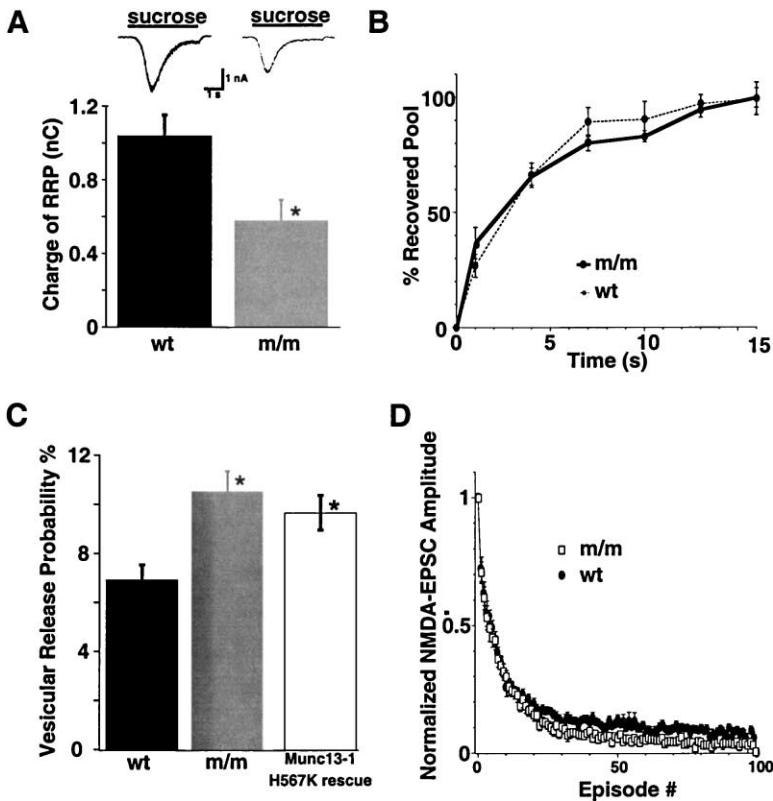 A
sucrose
sucrose
1 nA
1 s
Charge of RRP (nC)
1.2
0.8
0.4
0
*
wt
m/m
B
% Recovered Pool
100
50
0
m/m
wt
0
5
10
15
Time (s)
C
Vesicular Release Probability %
12
8
4
0
*
*
wt
m/m
Munc13-1
H567K rescue
D
Normalized NMDA-EPSC Amplitude
1
0.5
0
m/m
wt
0
50
100
Episode #